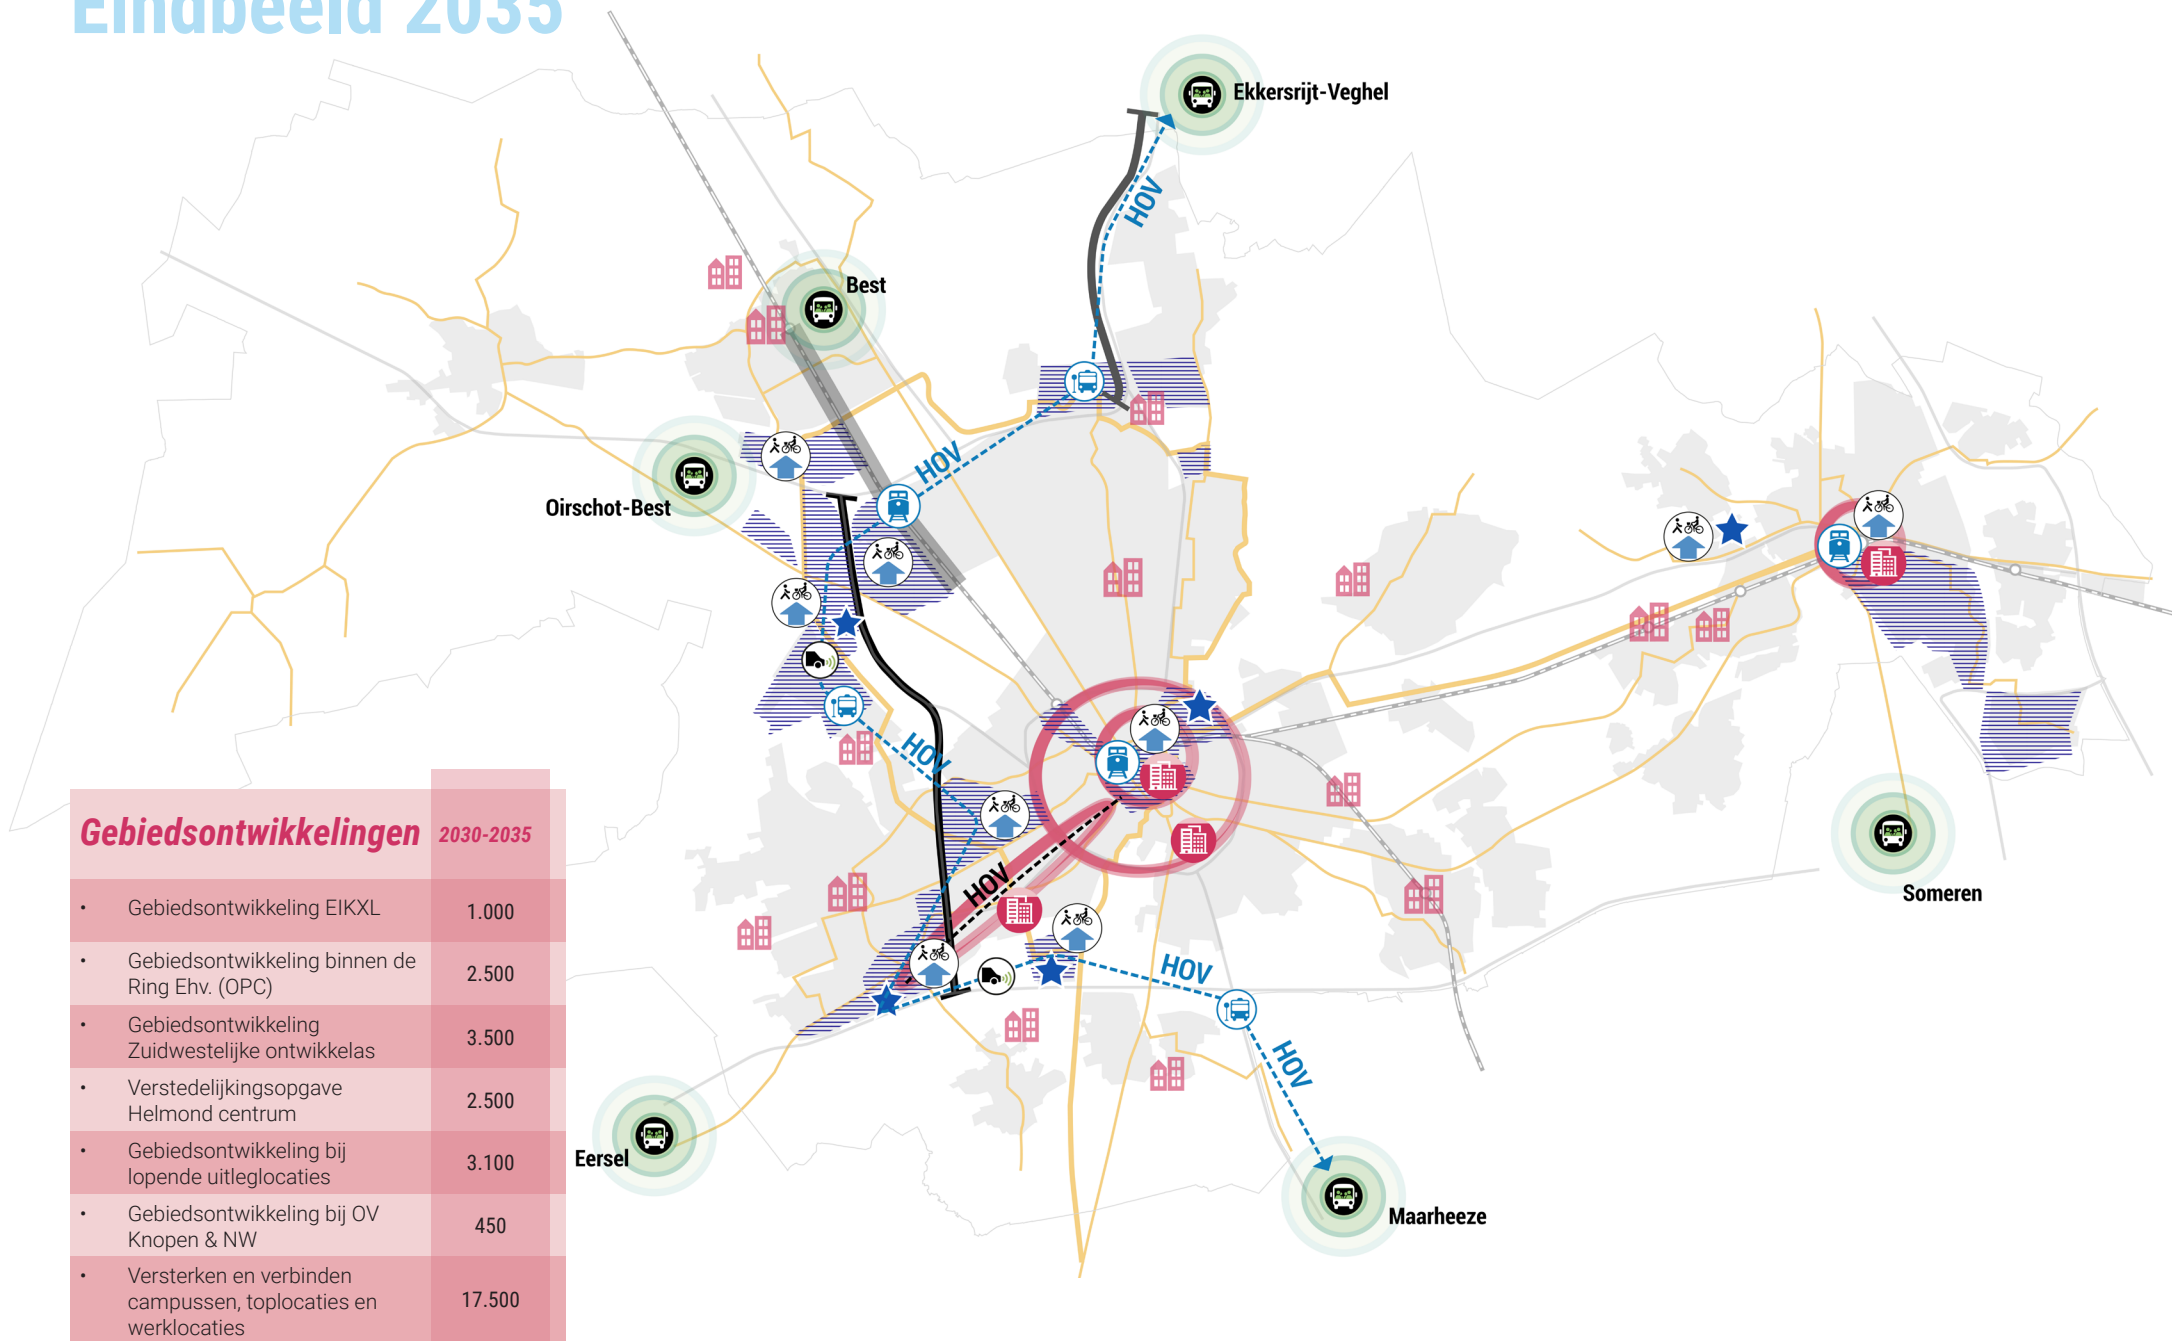 Eindbeeld 2035
Ekkersrijt-Veghel
HOV
Best
HOV
Oirschot-Best
HOV
HOV
Someren
HOV
HOV
Eersel
Maarheeze
Gebiedsontwikkelingen 2030-2035
• Gebiedsontwikkeling EIKXL 1.000
• Gebiedsontwikkeling binnen de
Ring Ehv. (OPC) 2.500
• Gebiedsontwikkeling
Zuidwestelijke ontwikkelas 3.500
• Verstedelijkingsopgave
Helmond centrum 2.500
• Gebiedsontwikkeling bij
lopende uitleglocaties 3.100
• Gebiedsontwikkeling bij OV
Knopen & NW 450
• Versterken en verbinden
campussen, toplocaties en
werklocaties 17.500